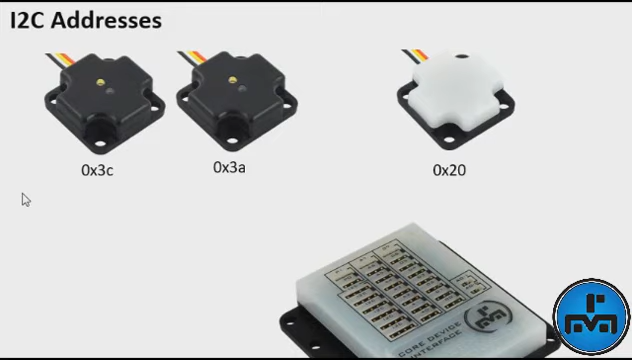 I2C Addresses
0x3c
0x3a
0x20
CORE DEVICE
INTERFACE